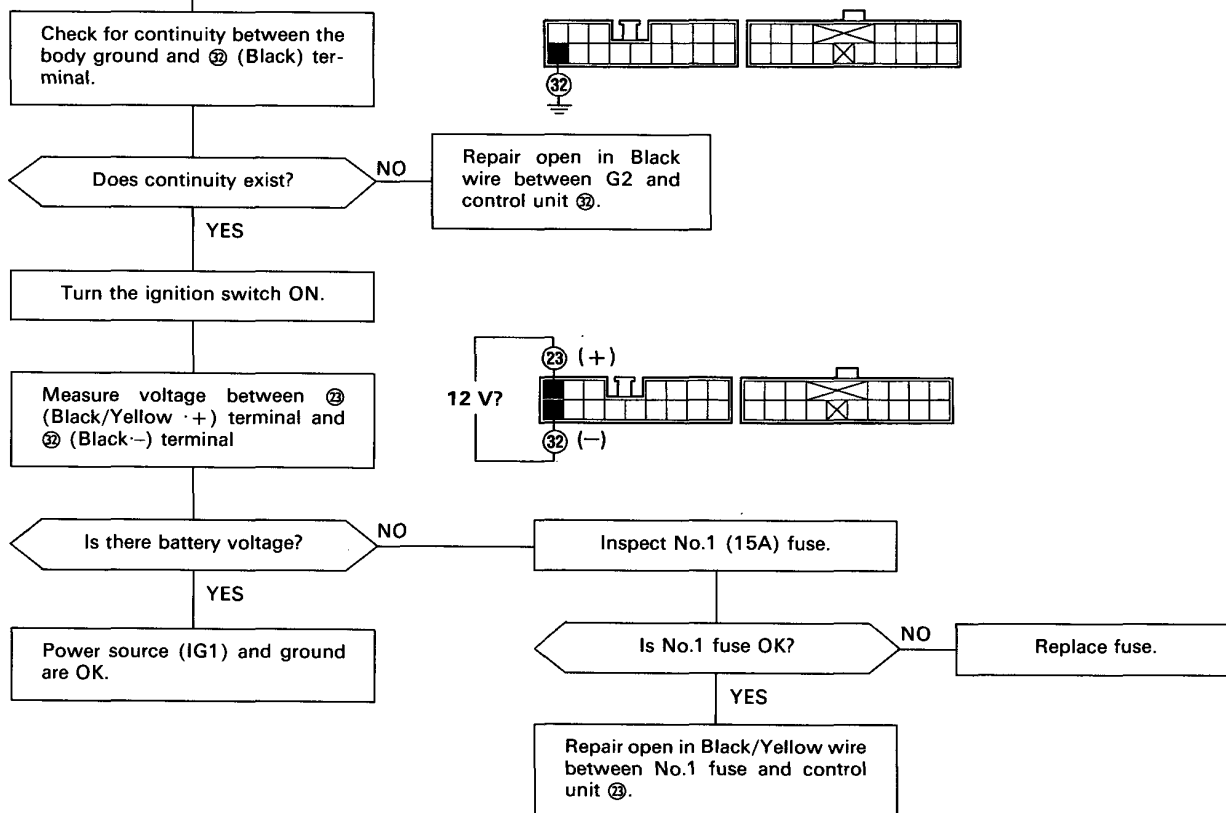 Check for continuity between the
body ground and ㉜ (Black) ter-
minal.
㉜
Does continuity exist?
NO
Repair open in Black
wire between G2 and
control unit ㉜.
YES
Turn the ignition switch ON.
Measure voltage between ㉓
(Black/Yellow ·+) terminal and
㉜ (Black·–) terminal
12 V?
㉓ (+)
㉜ (–)
Is there battery voltage?
NO
Inspect No.1 (15A) fuse.
YES
Power source (IG1) and ground
are OK.
Is No.1 fuse OK?
NO
Replace fuse.
YES
Repair open in Black/Yellow wire
between No.1 fuse and control
unit ㉓.